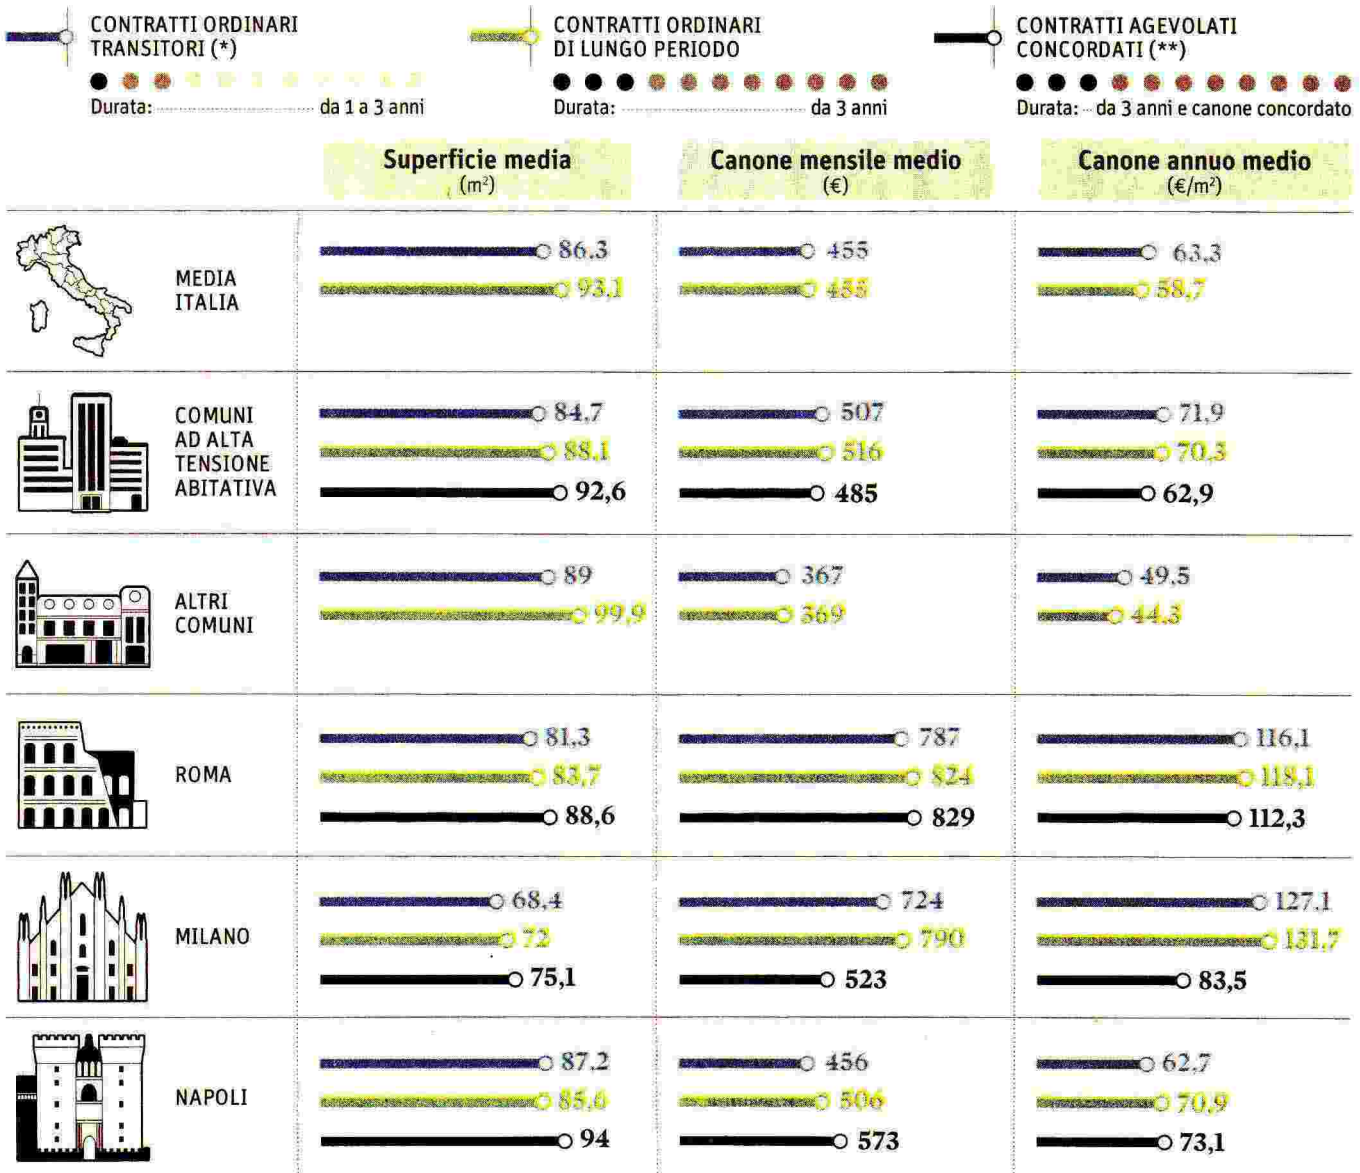 CONTRATTI ORDINARI
TRANSITORI (*)
Durata: da 1 a 3 anni
CONTRATTI ORDINARI
DI LUNGO PERIODO
Durata: da 3 anni
CONTRATTI AGEVOLATI
CONCORDATI (**)
Durata: da 3 anni e canone concordato
Superficie media
(m²)
Canone mensile medio
(€)
Canone annuo medio
(€/m²)
MEDIA
ITALIA
86,3 455 63,3
93,1 455 58,7
COMUNI
AD ALTA
TENSIONE
ABITATIVA
84,7 507 71,9
88,1 516 70,3
92,6 485 62,9
ALTRI
COMUNI
89 367 49,5
99,9 369 44,3
ROMA
81,3 787 116,1
83,7 824 118,1
88,6 829 112,3
MILANO
68,4 724 127,1
72 790 131,7
75,1 523 83,5
NAPOLI
87,2 456 62,7
85,6 506 70,9
94 573 73,1